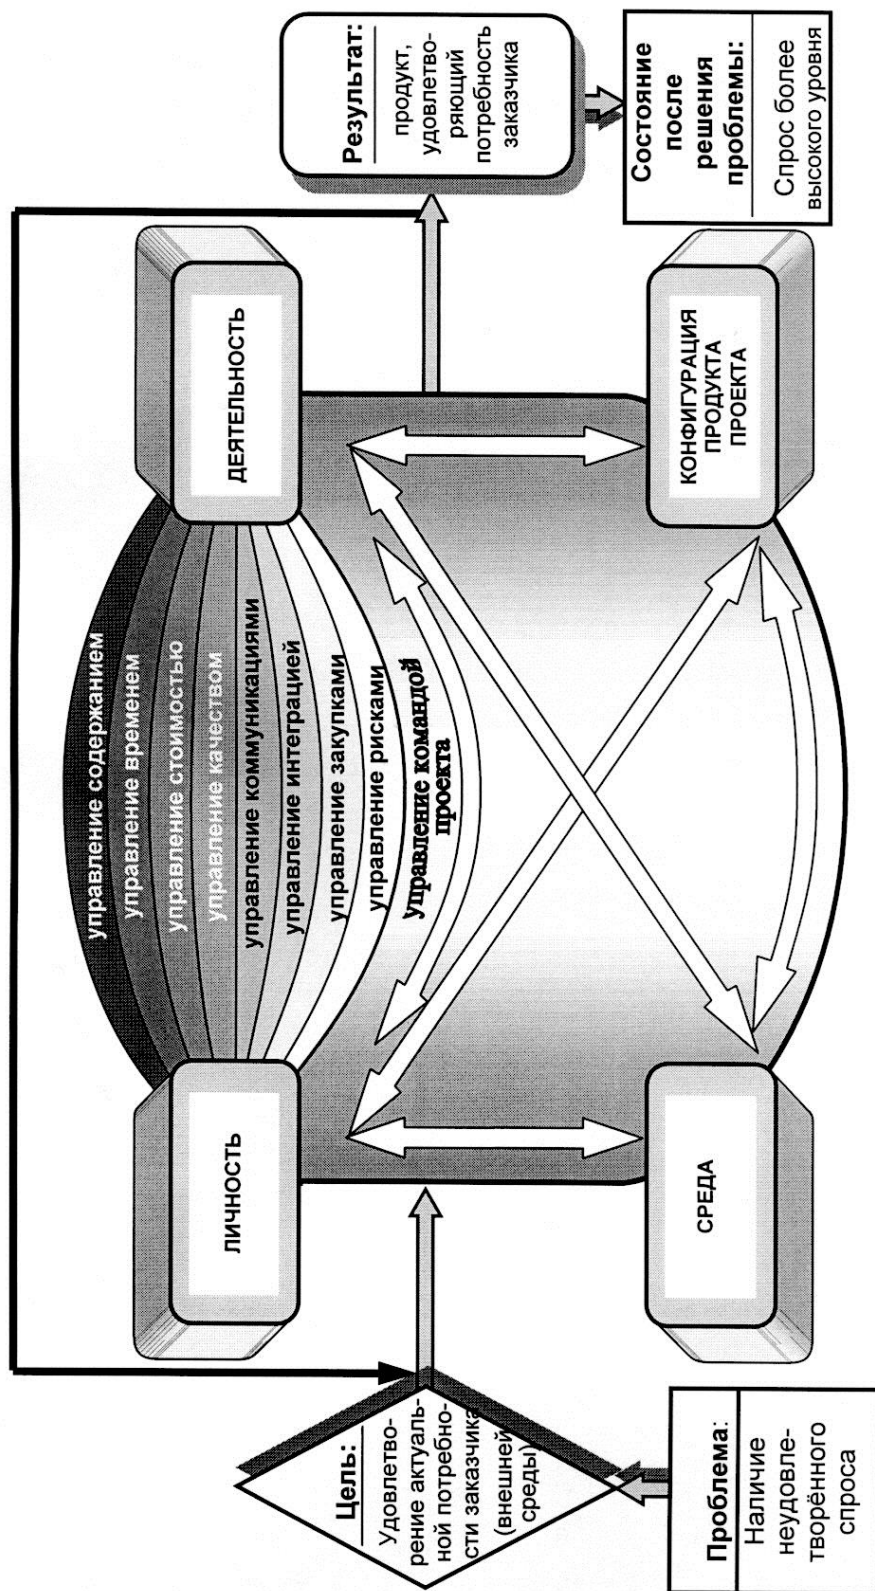 Проблема:
Наличие
неудовле-
творённого
спроса
Цель:
Удовлетво-
рение актуаль-
ной потребно-
сти заказчика
(внешней
среды)
ЛИЧНОСТЬ
СРЕДА
управление содержанием
управление временем
управление стоимостью
управление качеством
управление коммуникациями
управление интеграцией
управление закупками
управление рисками
управление командой
проекта
ДЕЯТЕЛЬНОСТЬ
КОНФИГУРАЦИЯ
ПРОДУКТА
ПРОЕКТА
Результат:
продукт,
удовлетво-
ряющий
потребность
заказчика
Состояние
после
решения
проблемы:
Спрос более
высокого уровня